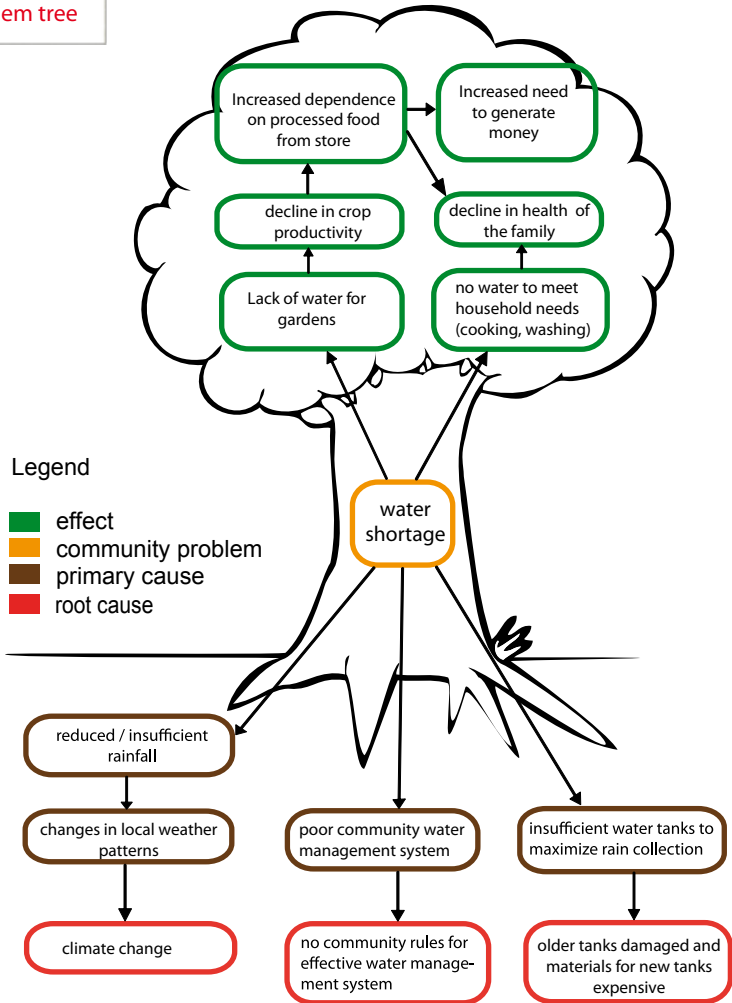 em tree
Increased dependence
on processed food
from store
Increased need
to generate
money
decline in crop
productivity
decline in health of
the family
Lack of water for
gardens
no water to meet
household needs
(cooking, washing)
Legend
effect
community problem
primary cause
root cause
water
shortage
reduced / insufficient
rainfall
changes in local weather
patterns
poor community water
management system
insufficient water tanks to
maximize rain collection
climate change
no community rules for
effective water manage-
ment system
older tanks damaged and
materials for new tanks
expensive